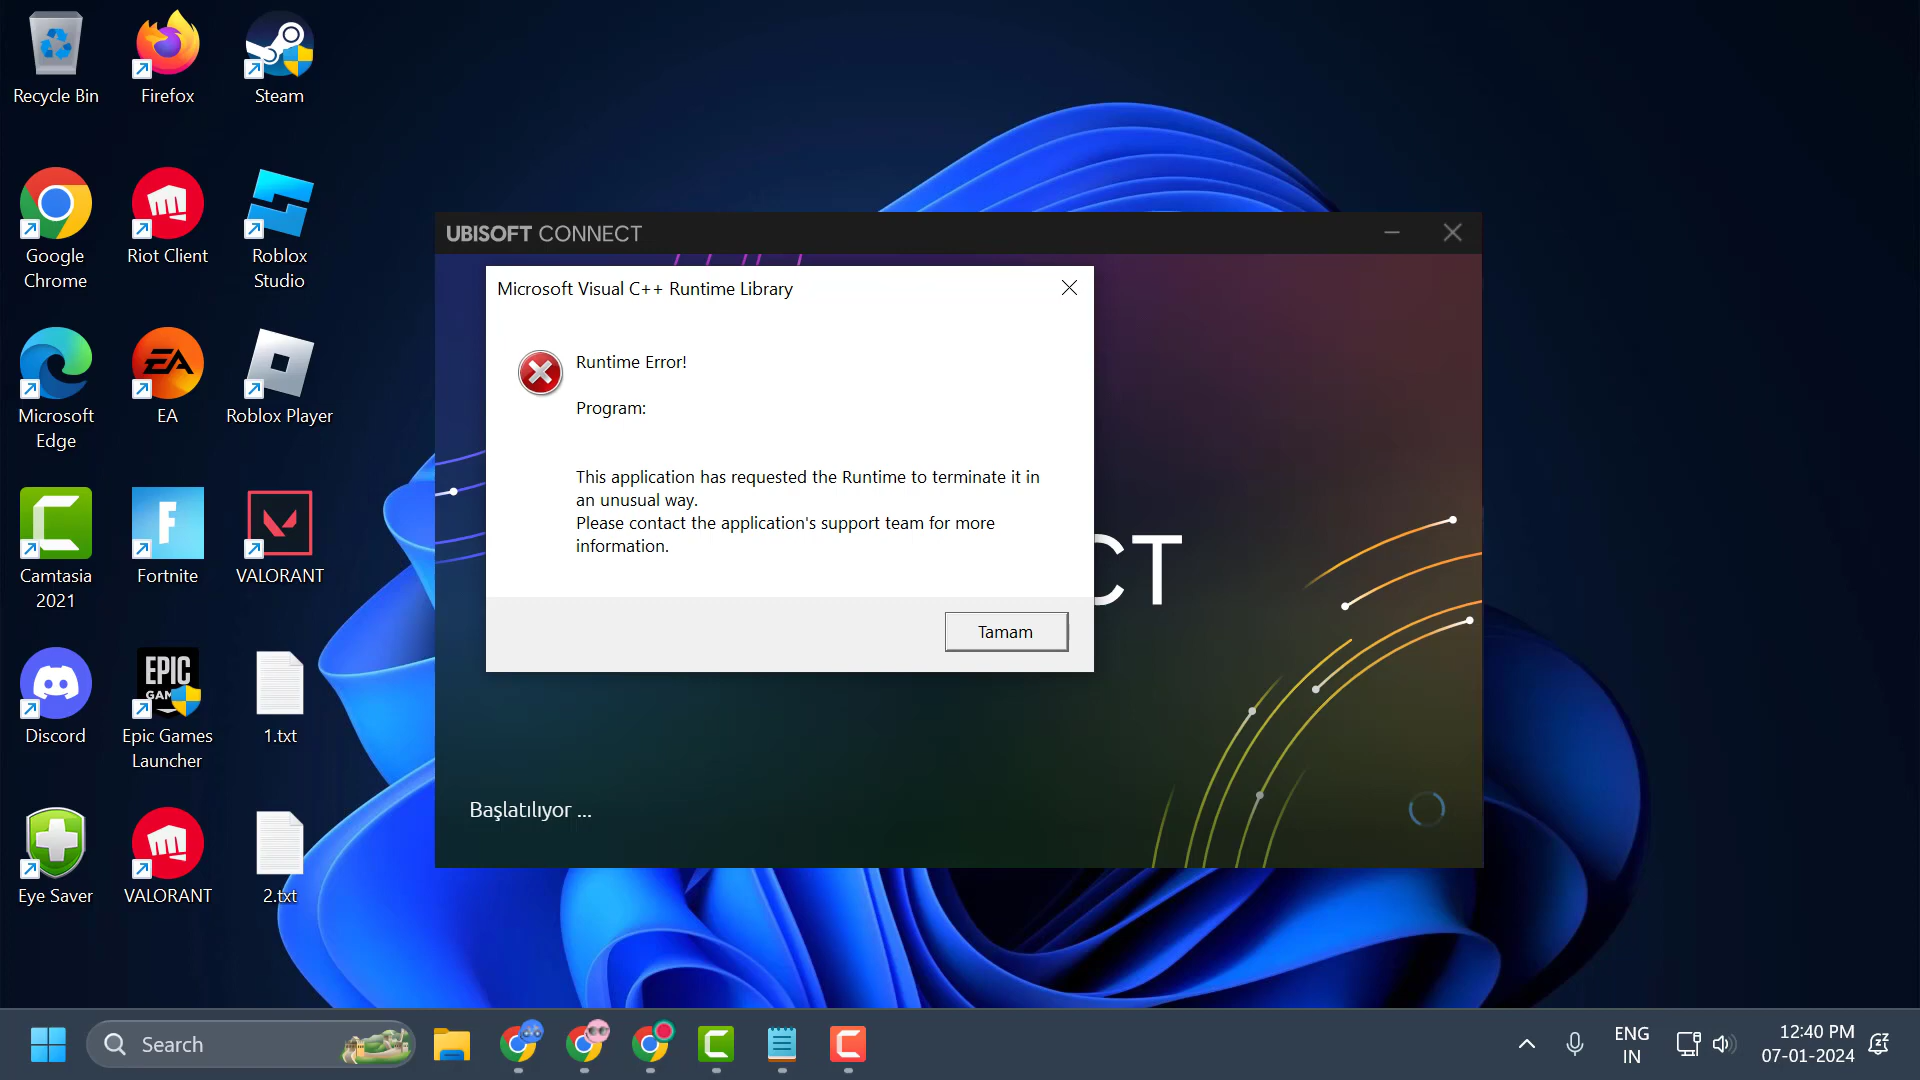 Recycle Bin
Firefox
Steam
Google
Chrome
Riot Client
Roblox
Studio
Microsoft
Edge
EA
EA
Roblox Player
Camtasia
2021
F
Fortnite
VALORANT
Discord
EPIC
GAM
Epic Games
Launcher
1.txt
Eye Saver
VALORANT
2.txt
UBISOFT CONNECT
Microsoft Visual C++ Runtime Library
Runtime Error!
Program:
This application has requested the Runtime to terminate it in
an unusual way.
Please contact the application's support team for more
information.
Tamam
CT
Başlatılıyor ...
Search
ENG
IN
12:40 PM
07-01-2024